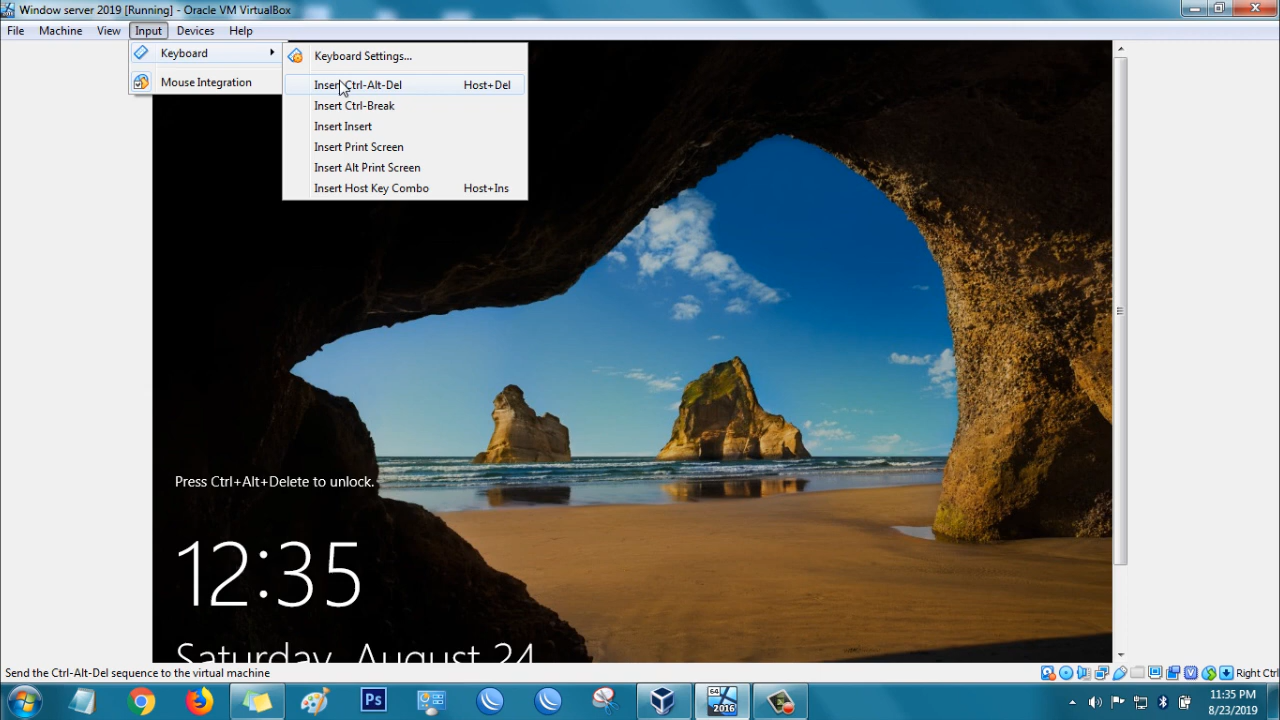 Window server 2019 [Running] - Oracle VM VirtualBox
File Machine View Input Devices Help
Keyboard
Mouse Integration
Keyboard Settings...
Insert Ctrl-Alt-Del Host+Del
Insert Ctrl-Break
Insert Insert
Insert Print Screen
Insert Alt Print Screen
Insert Host Key Combo Host+Ins
Press Ctrl+Alt+Delete to unlock.
12:35
Saturday, August 24
Send the Ctrl-Alt-Del sequence to the virtual machine
Right Ctrl
Ps
64
2016
11:35 PM
8/23/2019